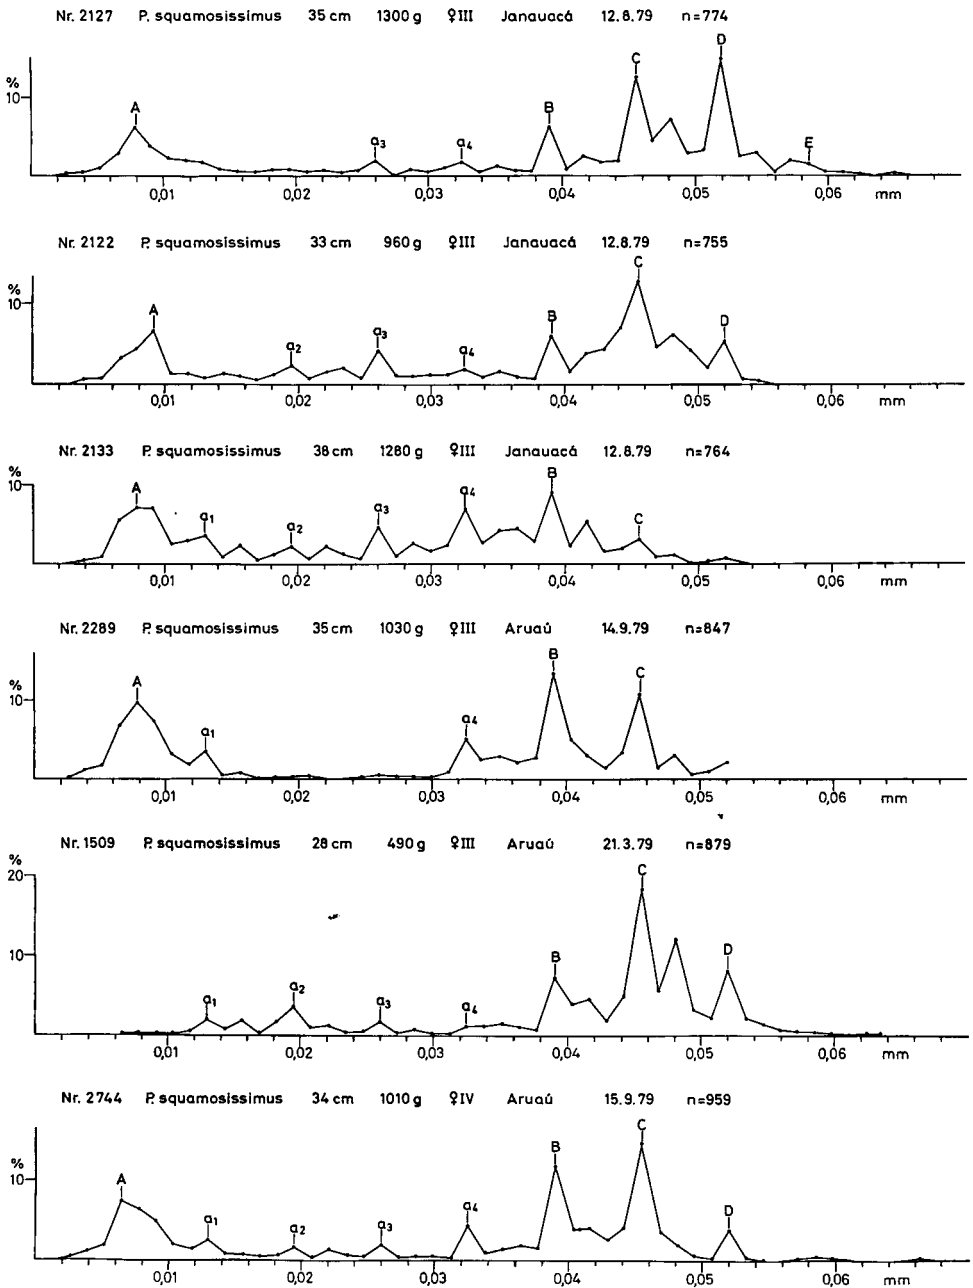 Nr. 2127 P. squamosissimus 35 cm 1300 g ♀III Janauacá 12.8.79 n=774
%
10
A a₃ a₄ B C D E
0,01 0,02 0,03 0,04 0,05 0,06 mm
Nr. 2122 P. squamosissimus 33 cm 960 g ♀III Janauacá 12.8.79 n=755
%
10
A a₂ a₃ a₄ B C D
0,01 0,02 0,03 0,04 0,05 0,06 mm
Nr. 2133 P. squamosissimus 38 cm 1280 g ♀III Janauacá 12.8.79 n=764
%
10
A a₁ a₂ a₃ a₄ B C
0,01 0,02 0,03 0,04 0,05 0,06 mm
Nr. 2289 P. squamosissimus 35 cm 1030 g ♀III Aruaú 14.9.79 n=847
%
10
A a₁ a₄ B C
0,01 0,02 0,03 0,04 0,05 0,06 mm
Nr. 1509 P. squamosissimus 28 cm 490 g ♀III Aruaú 21.3.79 n=879
%
20
10
a₁ a₂ a₃ a₄ B C D
0,01 0,02 0,03 0,04 0,05 0,06 mm
Nr. 2744 P. squamosissimus 34 cm 1010 g ♀IV Aruaú 15.9.79 n=959
%
10
A a₁ a₂ a₃ a₄ B C D
0,01 0,02 0,03 0,04 0,05 0,06 mm